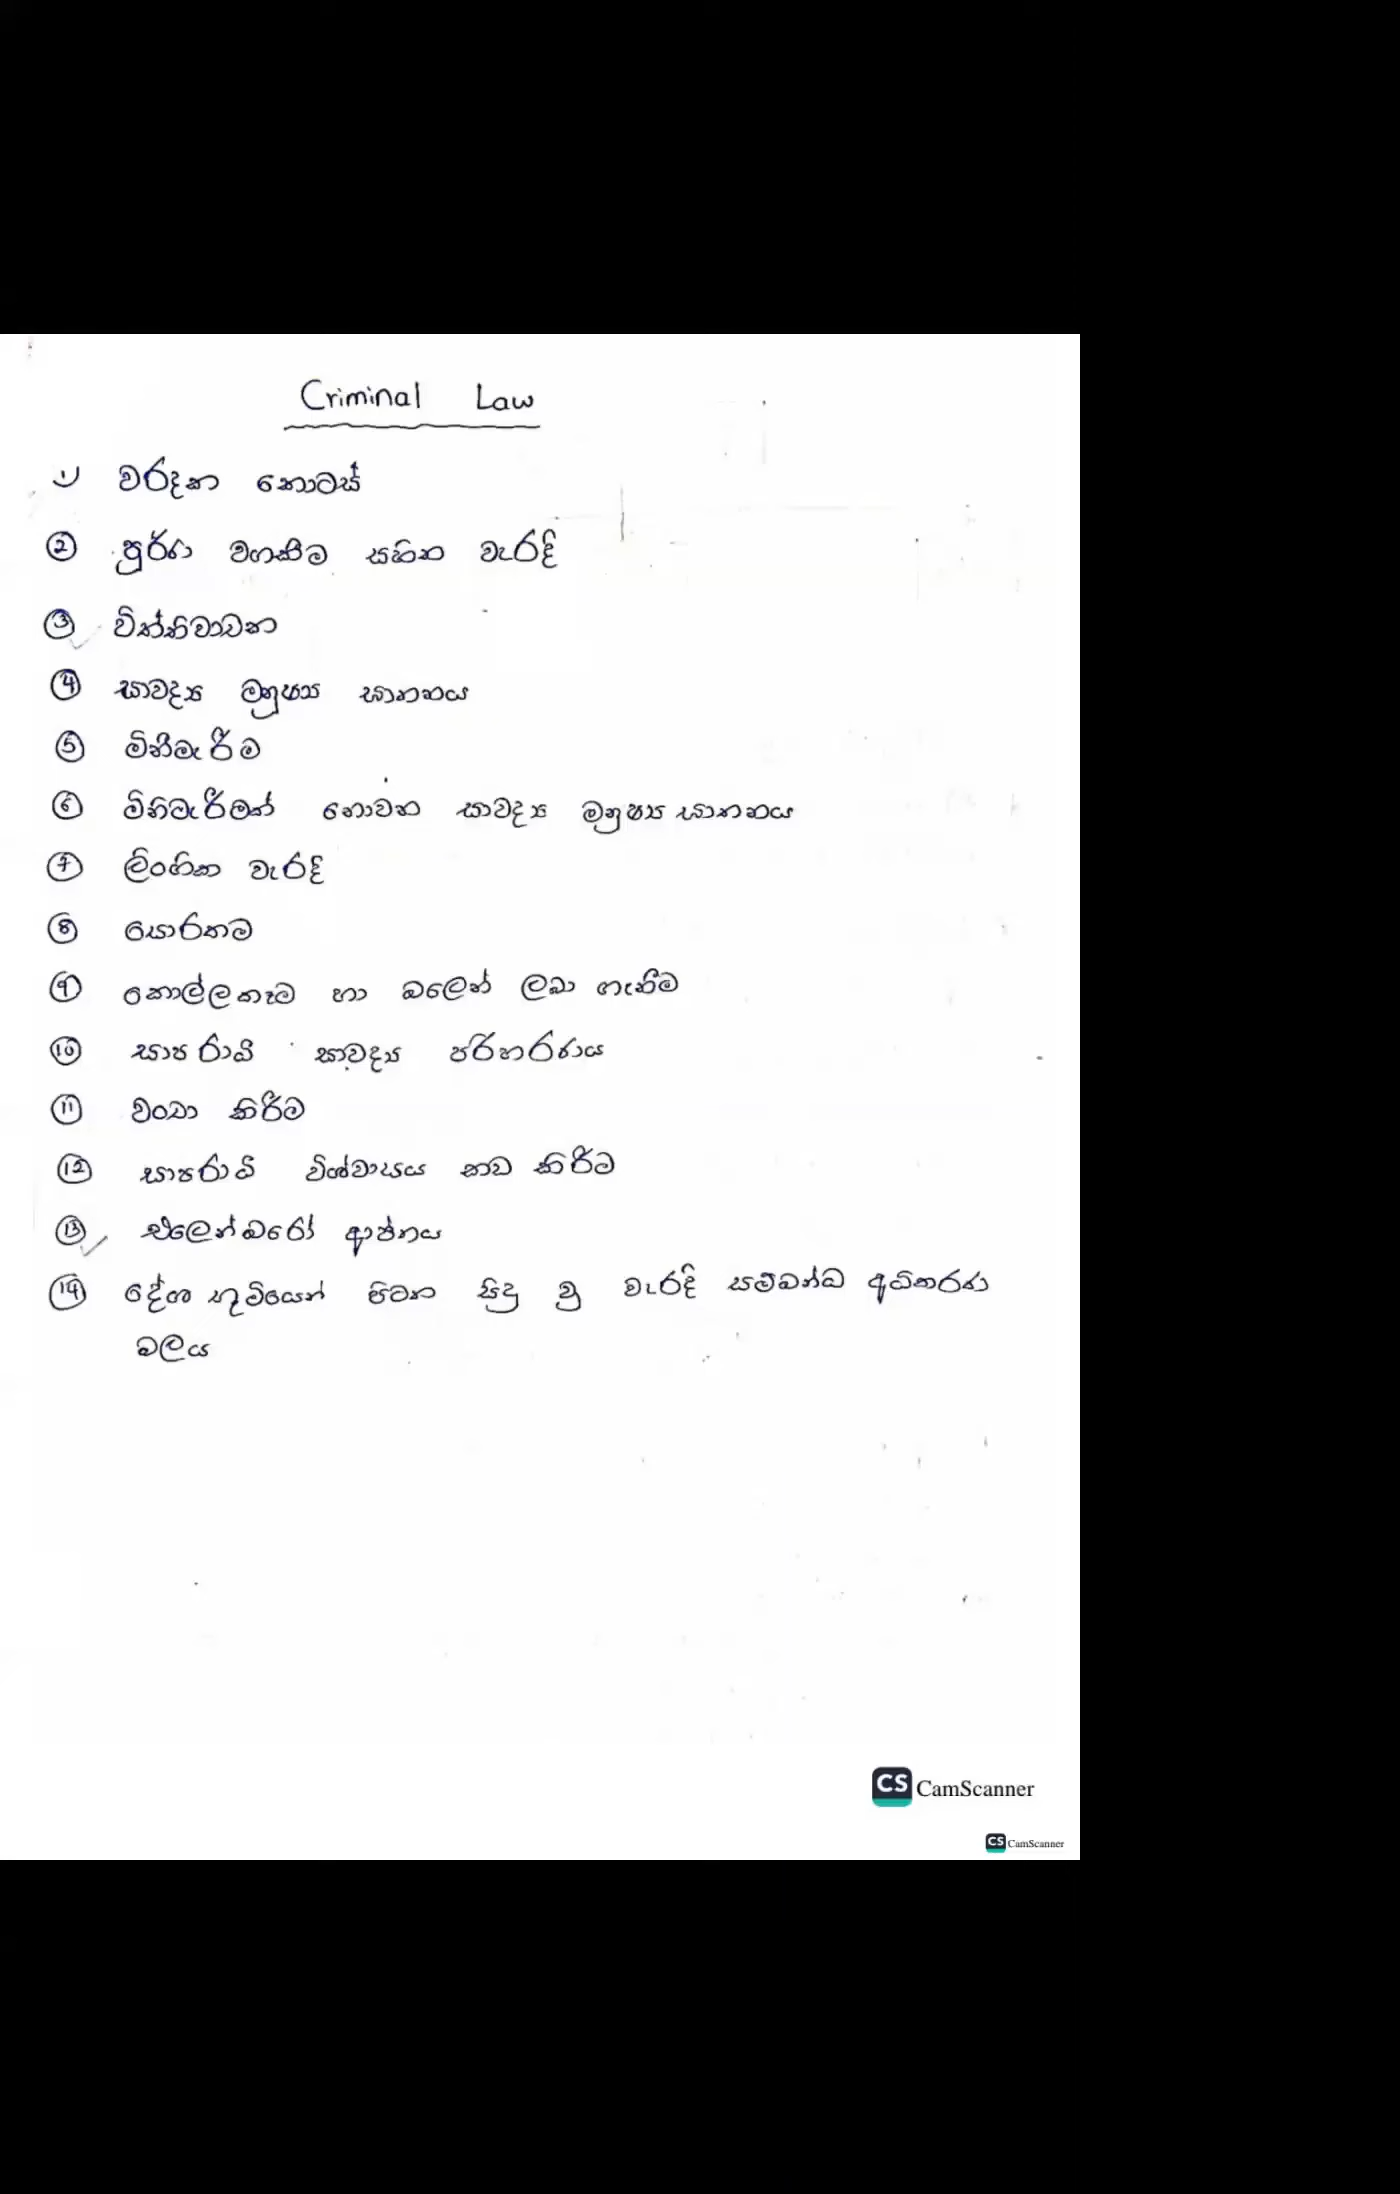 Criminal Law
1) වරදක කොටස්
② පූර්ණ වගකීම සහිත වැරදි
③ විත්තිවාචක
④ සාවද්‍ය මනුෂ්‍ය ඝාතනය
⑤ මිනීමැරීම
⑥ මිනිමැරීමක් නොවන සාවද්‍ය මනුෂ්‍ය ඝාතනය
⑦ ලිංගික වැරදි
⑧ සොරකම
⑨ කොල්ලකෑම හා බලෙන් ලබා ගැනීම
⑩ සාපරාධී සාවද්‍ය පරිහරණය
⑪ වංචා කිරීම
⑫ සාපරාධී විශ්වාසය කඩ කිරීම
⑬ එලෙන්බරෝ ආඥාව
⑭ දේශ භූමියෙන් පිටත සිදු වූ වැරදි සම්බන්ධ අධිකරණ
බලය
CS CamScanner
CS CamScanner